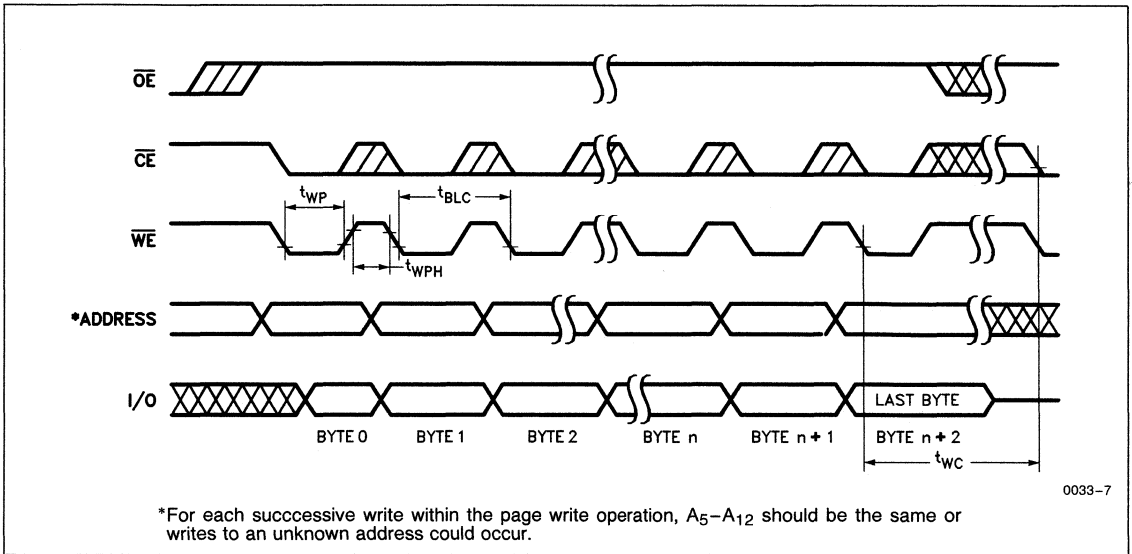 OE
CE
tWP
tBLC
WE
tWPH
*ADDRESS
I/O
LAST BYTE
BYTE 0 BYTE 1 BYTE 2 BYTE n BYTE n + 1 BYTE n + 2
tWC
0033–7
*For each succcessive write within the page write operation, A5–A12 should be the same or
writes to an unknown address could occur.